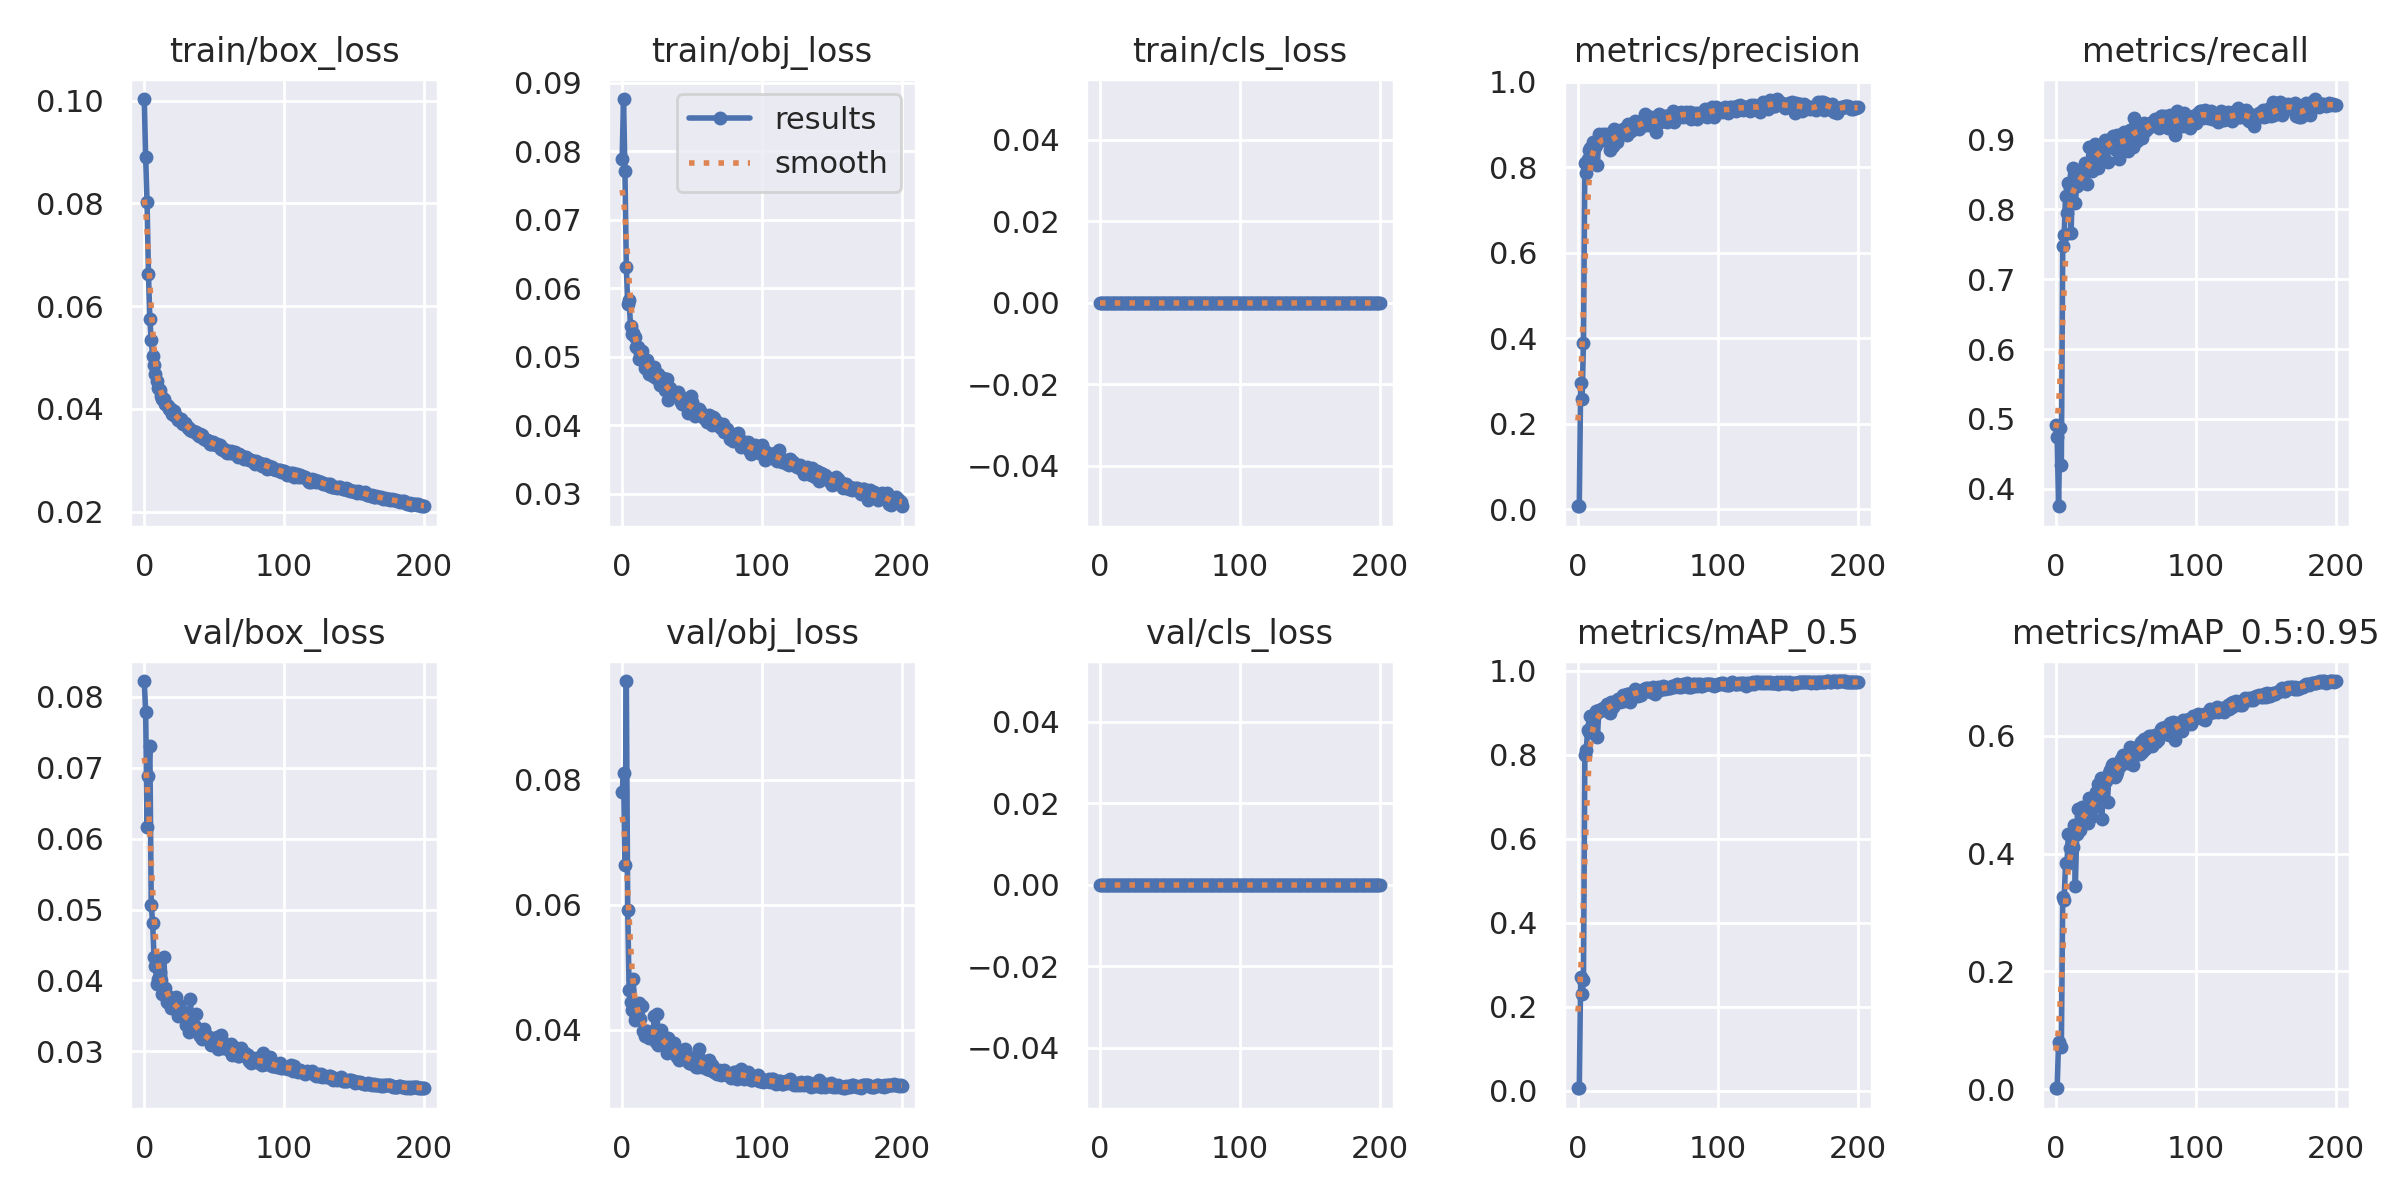 train/box_loss
0.10
0.08
0.06
0.04
0.02
0 100 200
train/obj_loss
0.09
0.08
0.07
0.06
0.05
0.04
0.03
0 100 200
results
smooth
train/cls_loss
0.04
0.02
0.00
−0.02
−0.04
0 100 200
metrics/precision
1.0
0.8
0.6
0.4
0.2
0.0
0 100 200
metrics/recall
0.9
0.8
0.7
0.6
0.5
0.4
0 100 200
val/box_loss
0.08
0.07
0.06
0.05
0.04
0.03
0 100 200
val/obj_loss
0.08
0.06
0.04
0 100 200
val/cls_loss
0.04
0.02
0.00
−0.02
−0.04
0 100 200
metrics/mAP_0.5
1.0
0.8
0.6
0.4
0.2
0.0
0 100 200
metrics/mAP_0.5:0.95
0.6
0.4
0.2
0.0
0 100 200